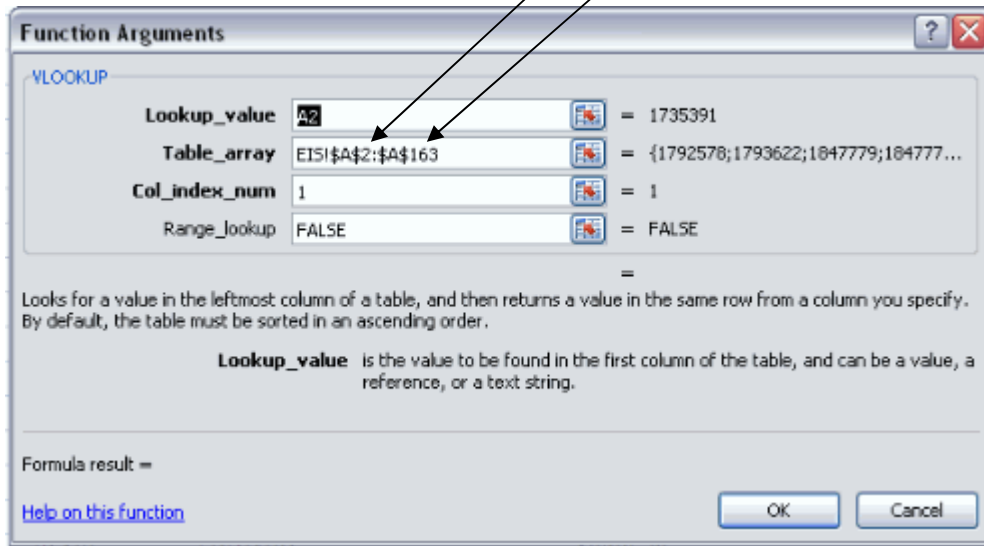 Function Arguments
VLOOKUP
Lookup_value A2 = 1735391
Table_array EIS!$A$2:$A$163 = {1792578;1793622;1847779;184777...
Col_index_num 1 = 1
Range_lookup FALSE = FALSE
=
Looks for a value in the leftmost column of a table, and then returns a value in the same row from a column you specify.
By default, the table must be sorted in an ascending order.
Lookup_value is the value to be found in the first column of the table, and can be a value, a
reference, or a text string.
Formula result =
Help on this function
OK Cancel